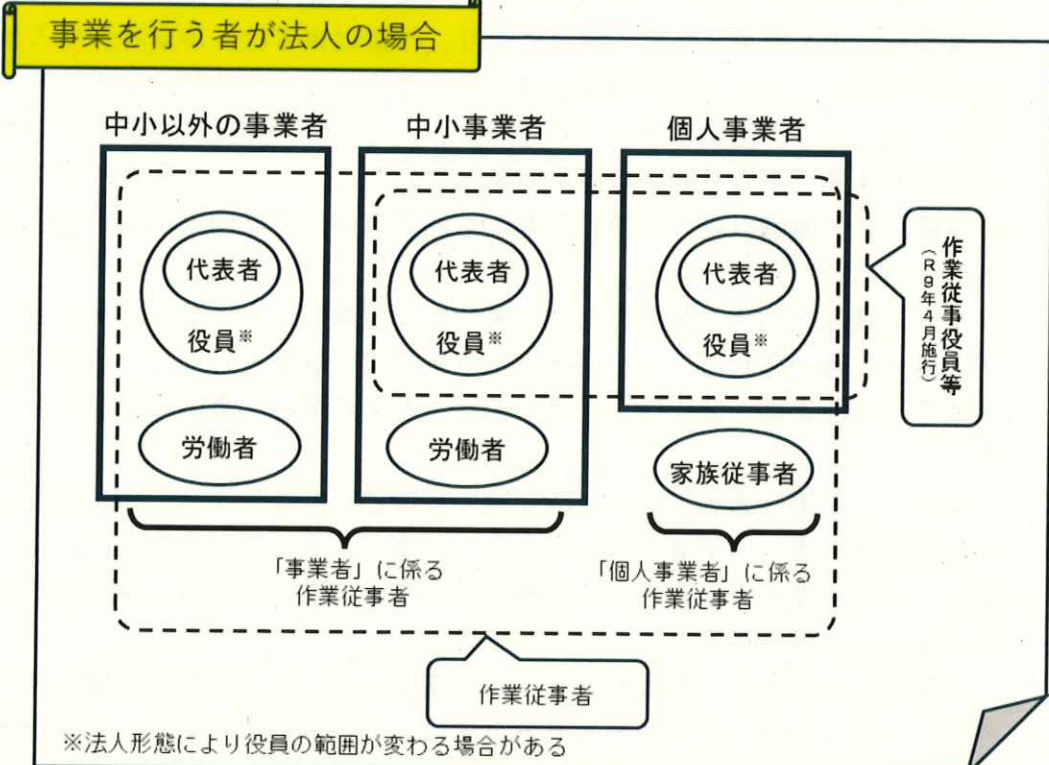 事業を行う者が法人の場合
中小以外の事業者
中小事業者
個人事業者
代表者
役員※
労働者
代表者
役員※
労働者
代表者
役員※
家族従事者
作業従事役員等
（R9年4月施行）
「事業者」に係る
作業従事者
「個人事業者」に係る
作業従事者
作業従事者
※法人形態により役員の範囲が変わる場合がある